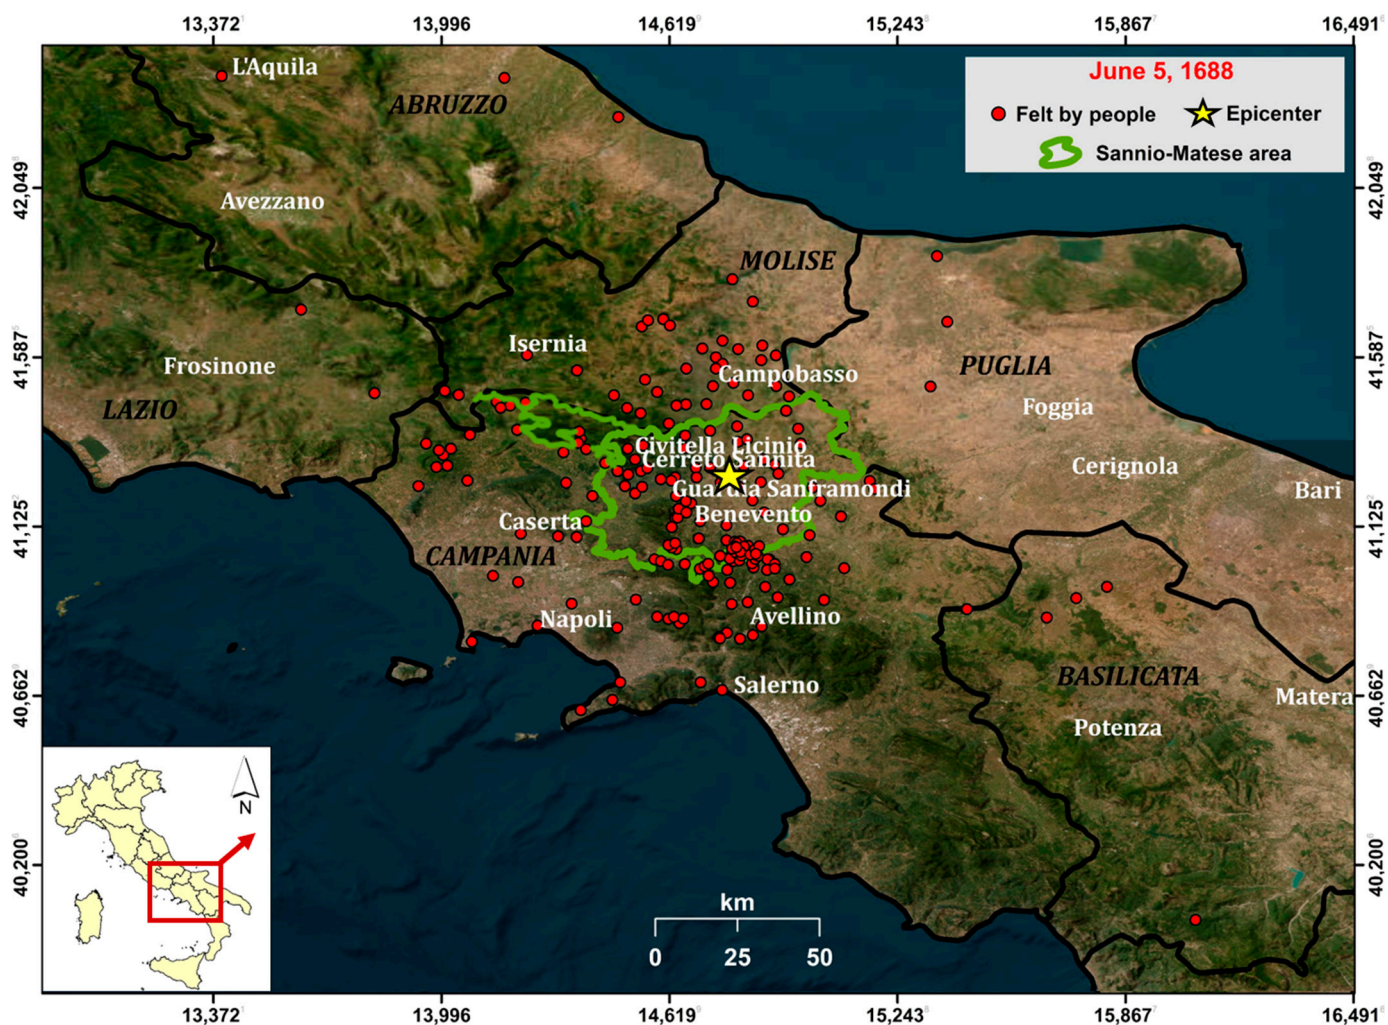 13,372 13,996 14,619 15,243 15,867 16,491
June 5, 1688
Felt by people Epicenter
Sannio-Matese area
L'Aquila
ABRUZZO
42,049 42,049
Avezzano
MOLISE
Isernia
41,587 41,587
Frosinone
PUGLIA
Campobasso
LAZIO
Foggia
Civitella Licinio
Cerreto Sannita
Cerignola
Guardia Sanframondi
Bari
Benevento
Caserta
41,125 41,125
CAMPANIA
Napoli
Avellino
BASILICATA
Salerno
40,662 40,662
Matera
Potenza
N
40,200 40,200
km
0 25 50
13,372 13,996 14,619 15,243 15,867 16,491